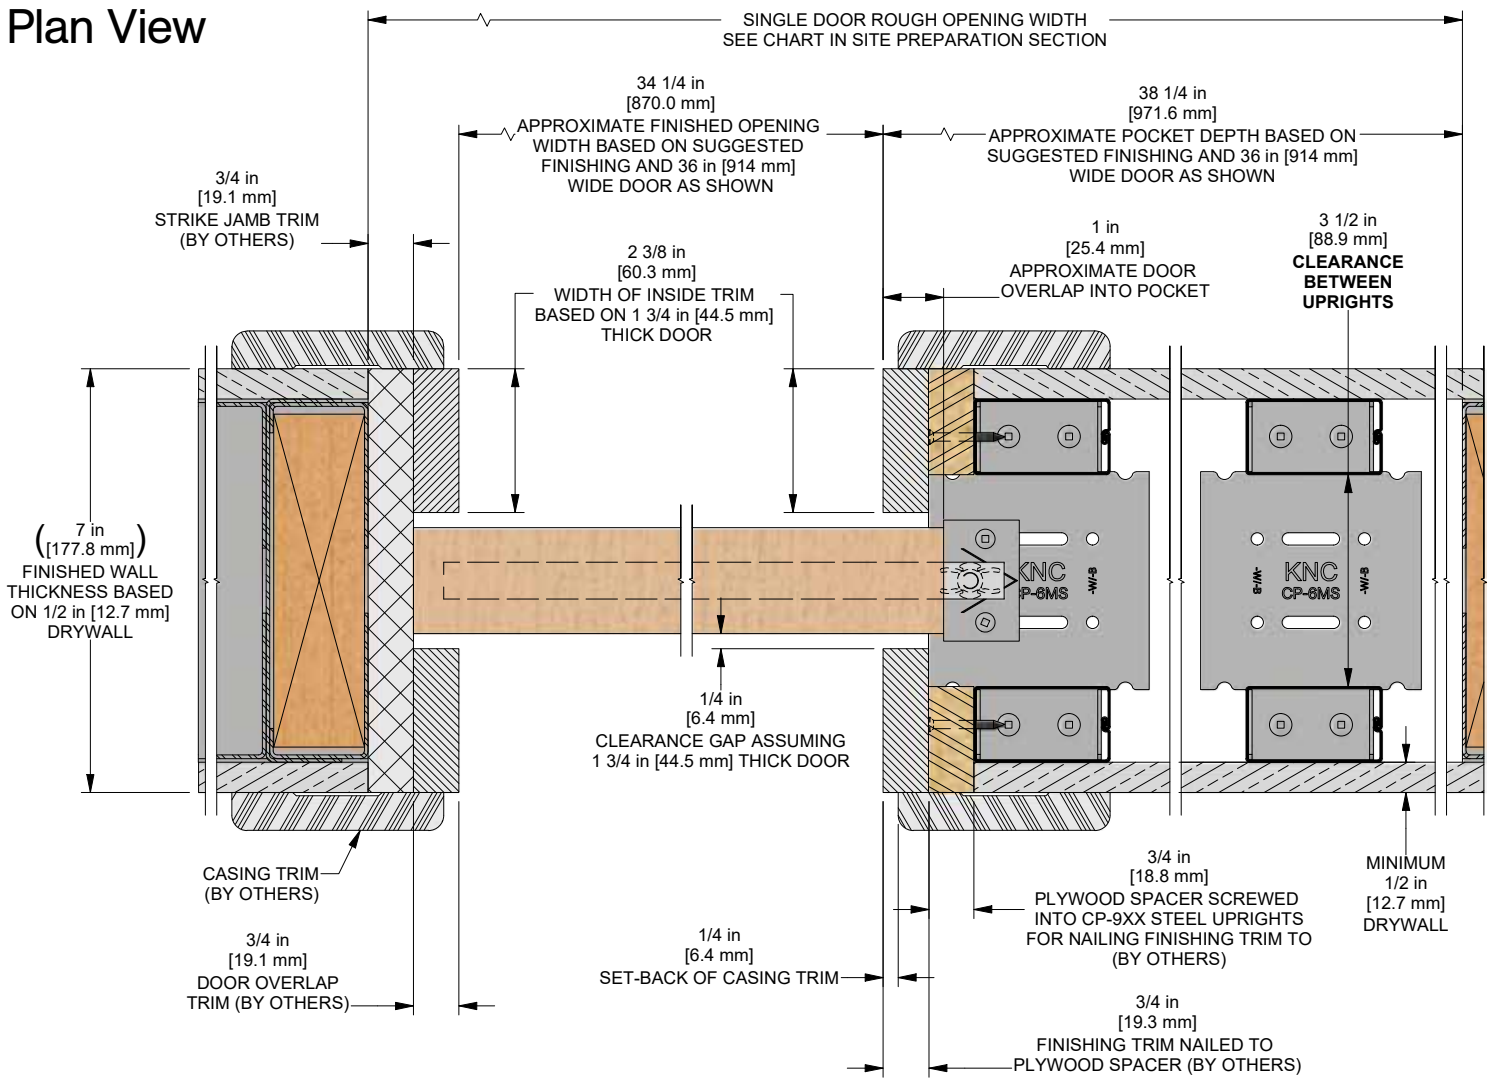 Plan View
SINGLE DOOR ROUGH OPENING WIDTH
SEE CHART IN SITE PREPARATION SECTION
34 1/4 in
[870.0 mm]
APPROXIMATE FINISHED OPENING
WIDTH BASED ON SUGGESTED
FINISHING AND 36 in [914 mm]
WIDE DOOR AS SHOWN
38 1/4 in
[971.6 mm]
APPROXIMATE POCKET DEPTH BASED ON
SUGGESTED FINISHING AND 36 in [914 mm]
WIDE DOOR AS SHOWN
3/4 in
[19.1 mm]
STRIKE JAMB TRIM
(BY OTHERS)
2 3/8 in
[60.3 mm]
WIDTH OF INSIDE TRIM
BASED ON 1 3/4 in [44.5 mm]
THICK DOOR
1 in
[25.4 mm]
APPROXIMATE DOOR
OVERLAP INTO POCKET
3 1/2 in
[88.9 mm]
CLEARANCE
BETWEEN
UPRIGHTS
(7 in
[177.8 mm])
FINISHED WALL
THICKNESS BASED
ON 1/2 in [12.7 mm]
DRYWALL
KNC
CP-6MS
-W/-B
-W/-B
KNC
CP-6MS
-W/-B
1/4 in
[6.4 mm]
CLEARANCE GAP ASSUMING
1 3/4 in [44.5 mm] THICK DOOR
CASING TRIM
(BY OTHERS)
3/4 in
[19.1 mm]
DOOR OVERLAP
TRIM (BY OTHERS)
1/4 in
[6.4 mm]
SET-BACK OF CASING TRIM
3/4 in
[18.8 mm]
PLYWOOD SPACER SCREWED
INTO CP-9XX STEEL UPRIGHTS
FOR NAILING FINISHING TRIM TO
(BY OTHERS)
MINIMUM
1/2 in
[12.7 mm]
DRYWALL
3/4 in
[19.3 mm]
FINISHING TRIM NAILED TO
PLYWOOD SPACER (BY OTHERS)